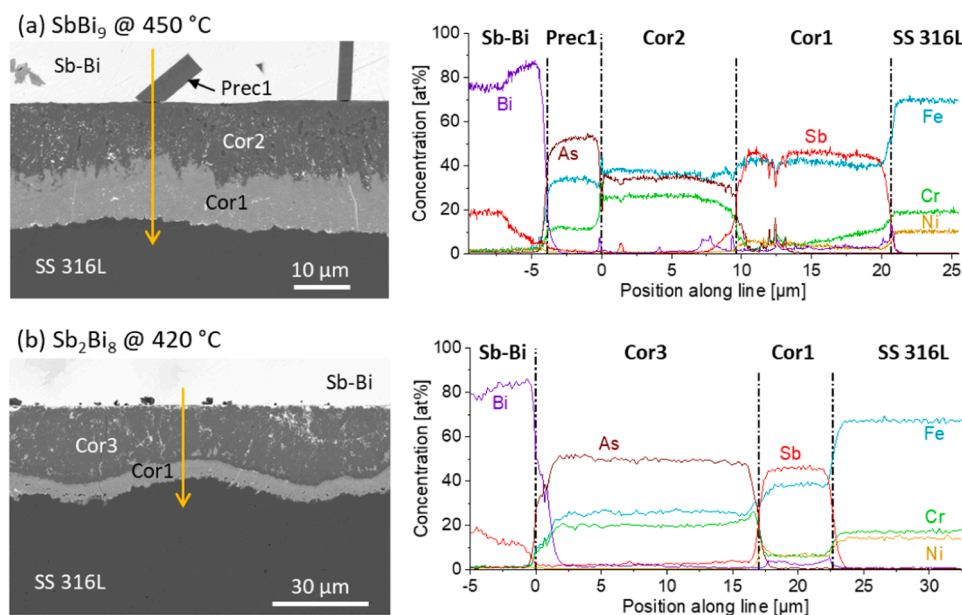 (a) SbBi₉ @ 450 °C
Sb-Bi
Prec1
Cor2
Cor1
SS 316L
10 µm
Sb-Bi Prec1 Cor2 Cor1 SS 316L
100
80
60
40
20
0
Concentration [at%]
Bi
As
Sb
Fe
Cr
Ni
-5 0 5 10 15 20 25
Position along line [µm]
(b) Sb₂Bi₈ @ 420 °C
Sb-Bi
Cor3
Cor1
SS 316L
30 µm
Sb-Bi Cor3 Cor1 SS 316L
100
80
60
40
20
0
Concentration [at%]
Bi
As
Sb
Fe
Cr
Ni
-5 0 5 10 15 20 25 30
Position along line [µm]